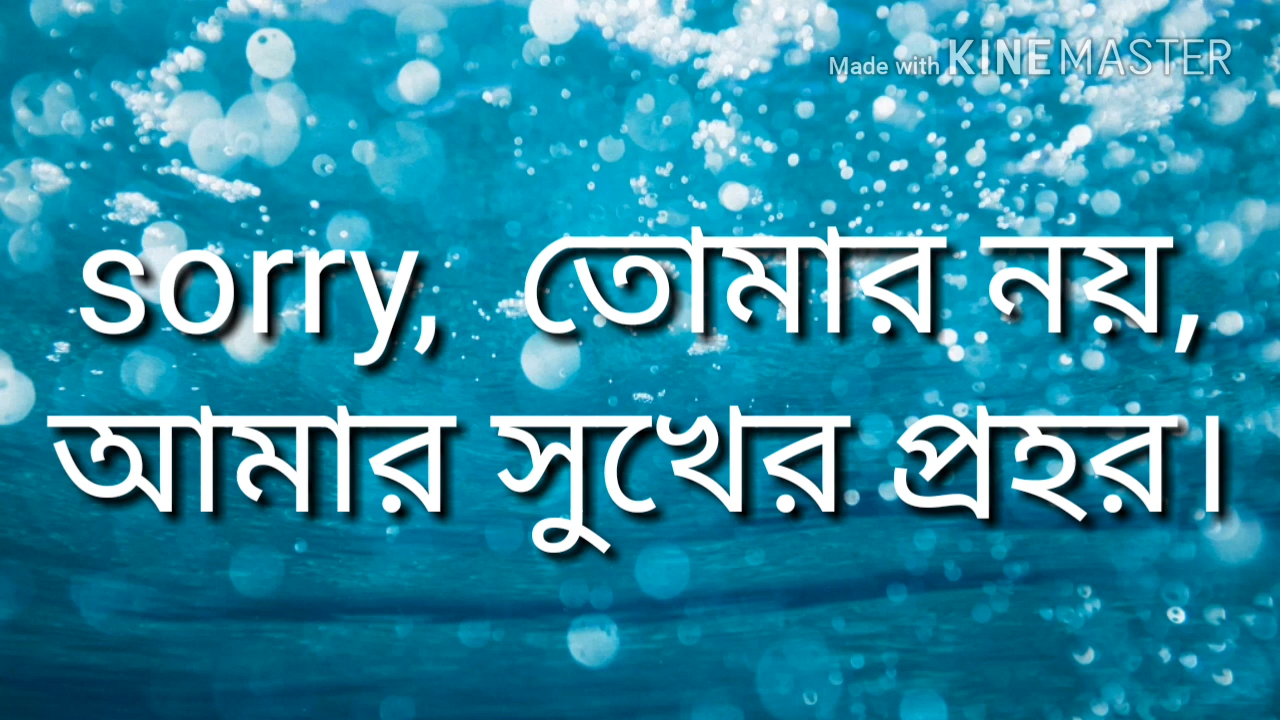 Made with KINEMASTER
sorry, তোমার নয়,
আমার সুখের প্রহর।